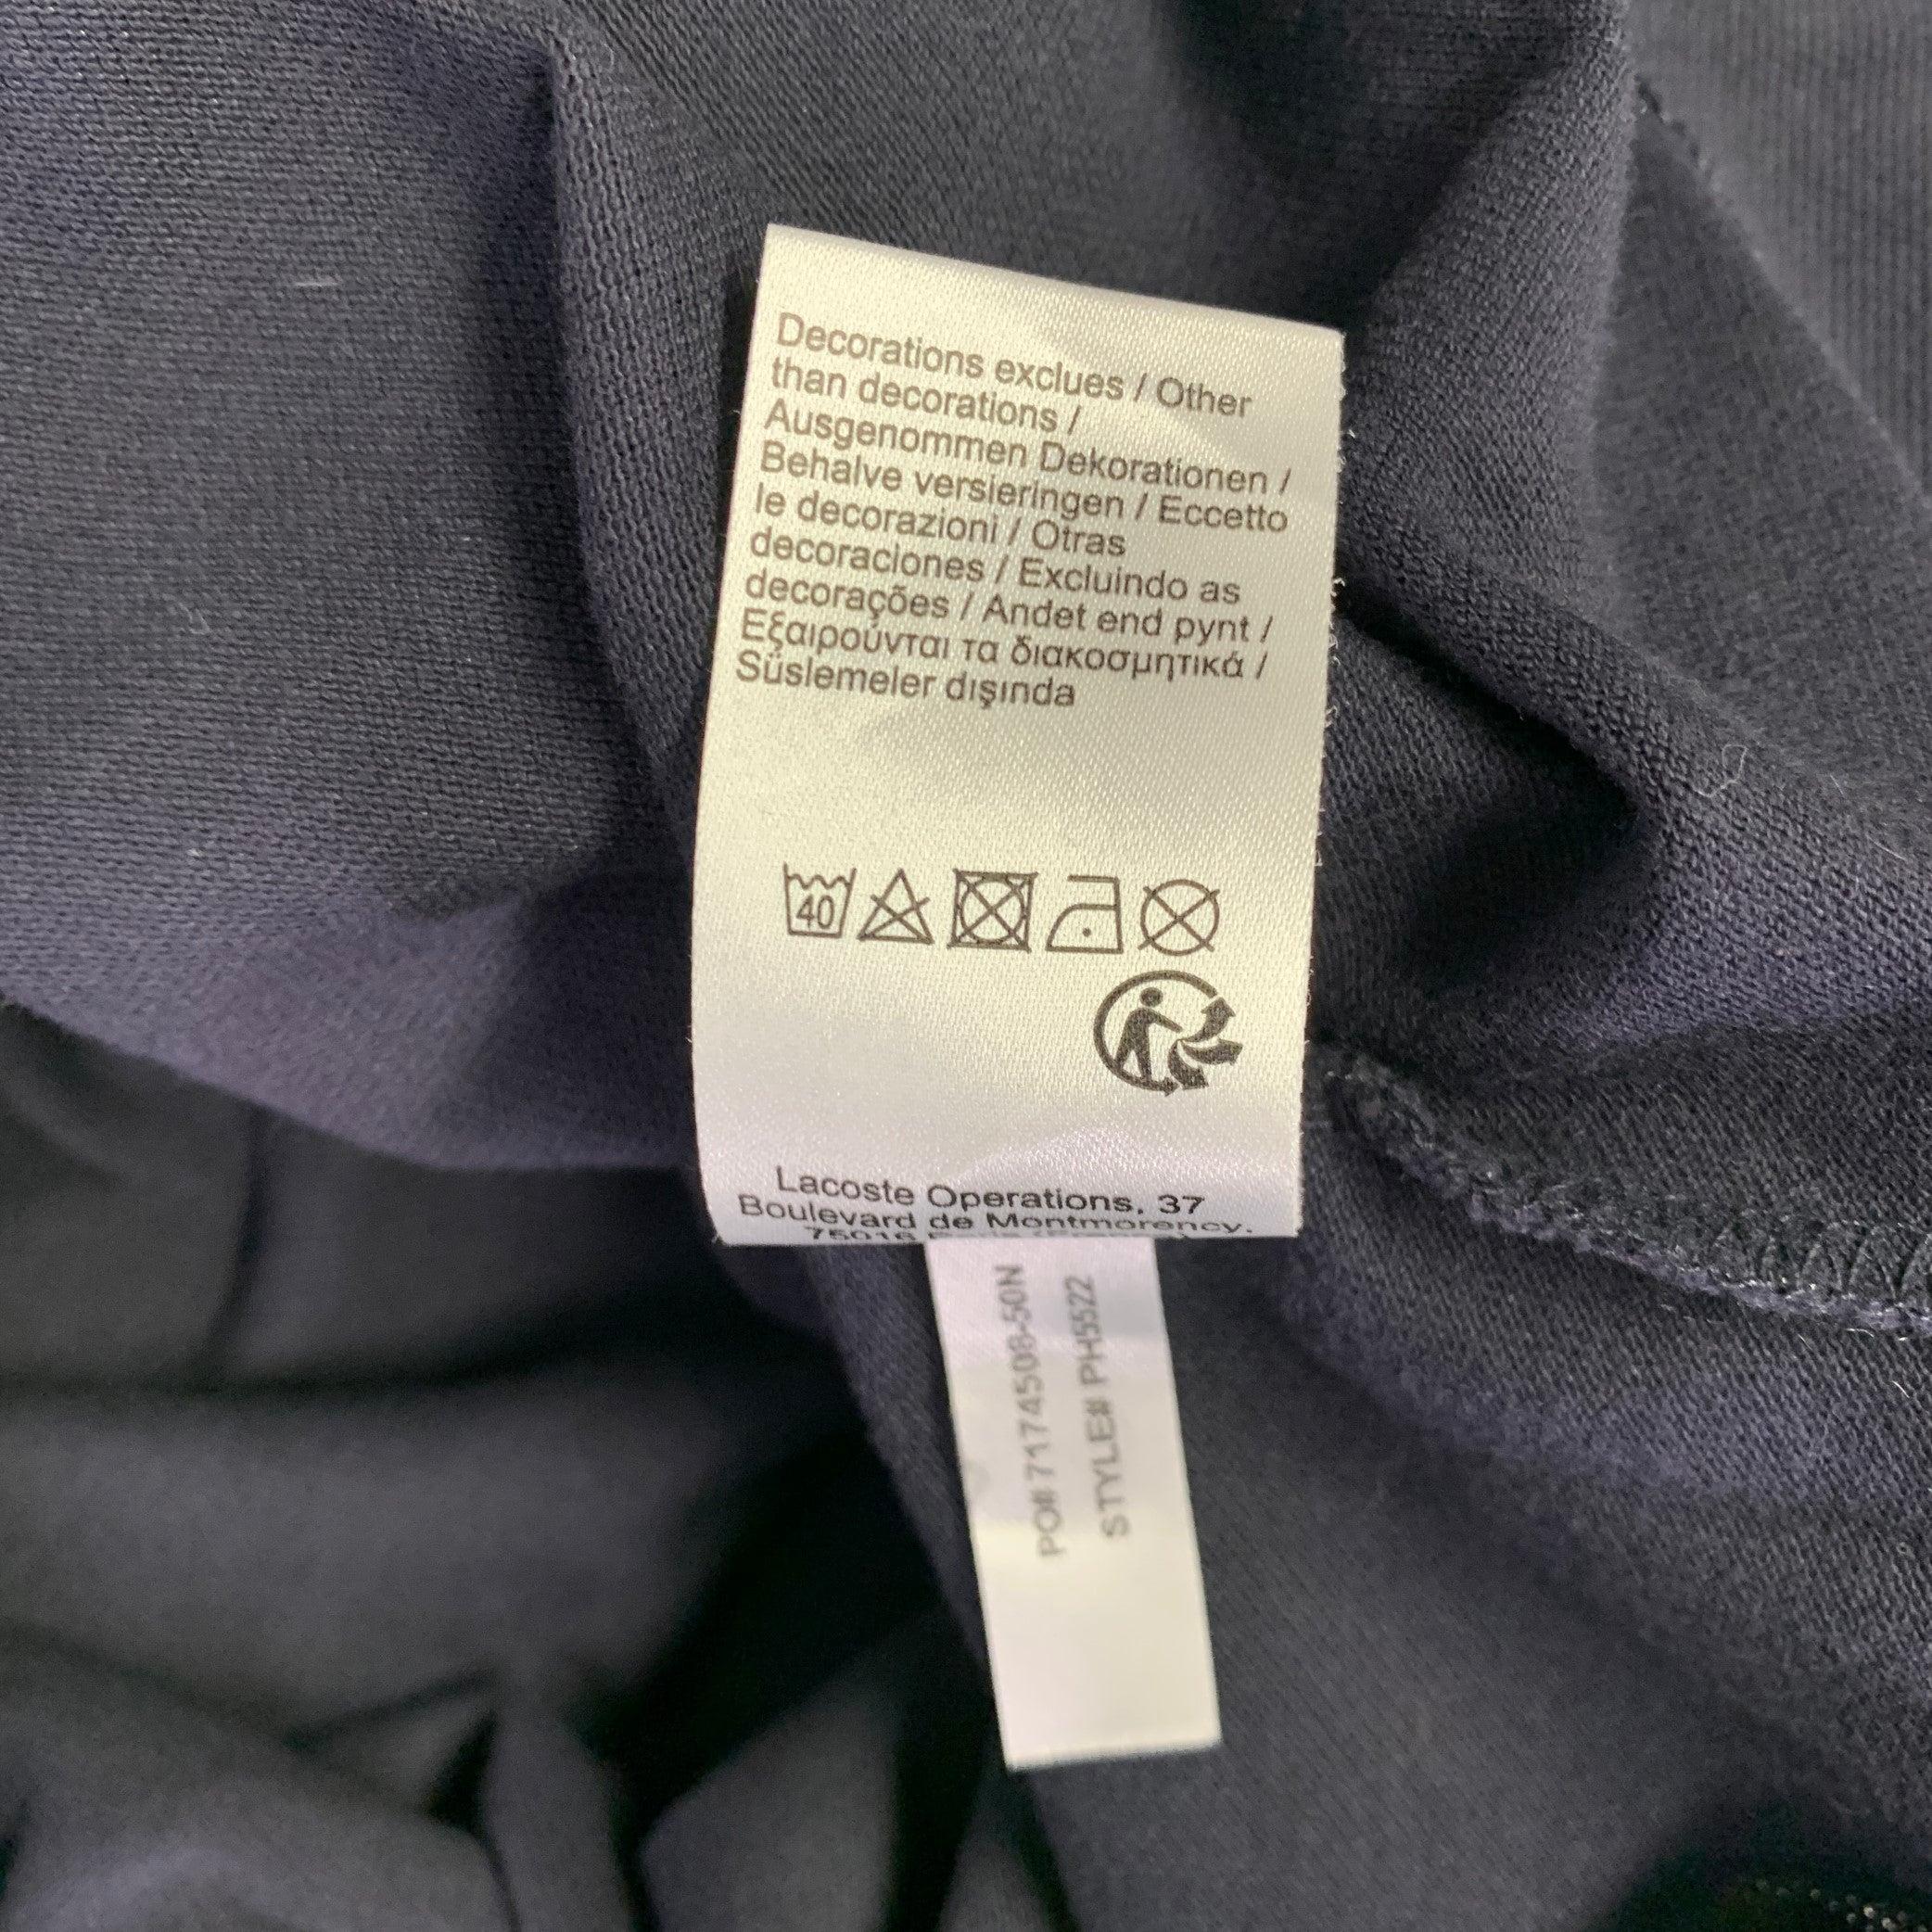 Decorations exclues / Other
than decorations /
Ausgenommen Dekorationen /
Behalve versieringen / Eccetto
le decorazioni / Otras
decoraciones / Excluindo as
decorações / Andet end pynt /
Εξαιρούνται τα διακοσμητικά /
Süslemeler dışında
40
Lacoste Operations, 37
Boulevard de Montmorency,
75016
PO# 71745508-50N
STYLE# PH5522